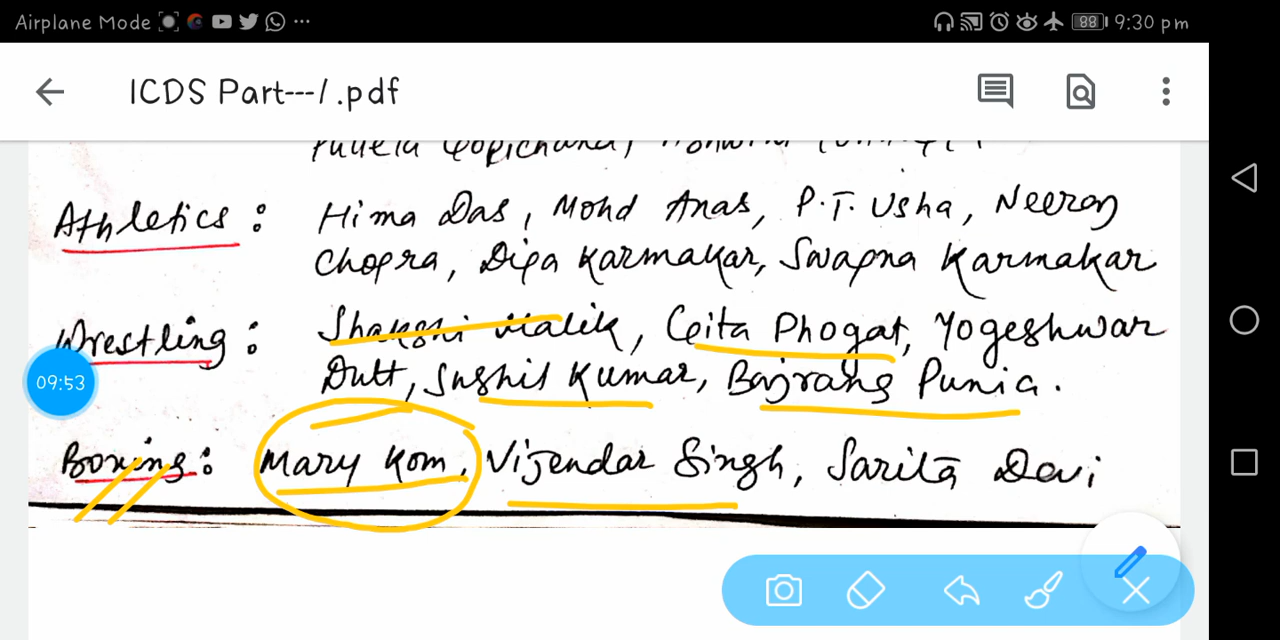 Airplane Mode ... 88 9:30 pm
ICDS Part---1 .pdf
Athletics : Hima Das, Mohd Anas, P.T. Usha, Neeraj
Chopra, Dipa Karmakar, Swapna Karmakar
Wrestling : Shakshi Malik, Geita Phogat, Yogeshwar
Dutt, Sushil Kumar, Bajrang Punia.
09:53
Boxing : Mary Kom, Vijendar Singh, Sarita Devi